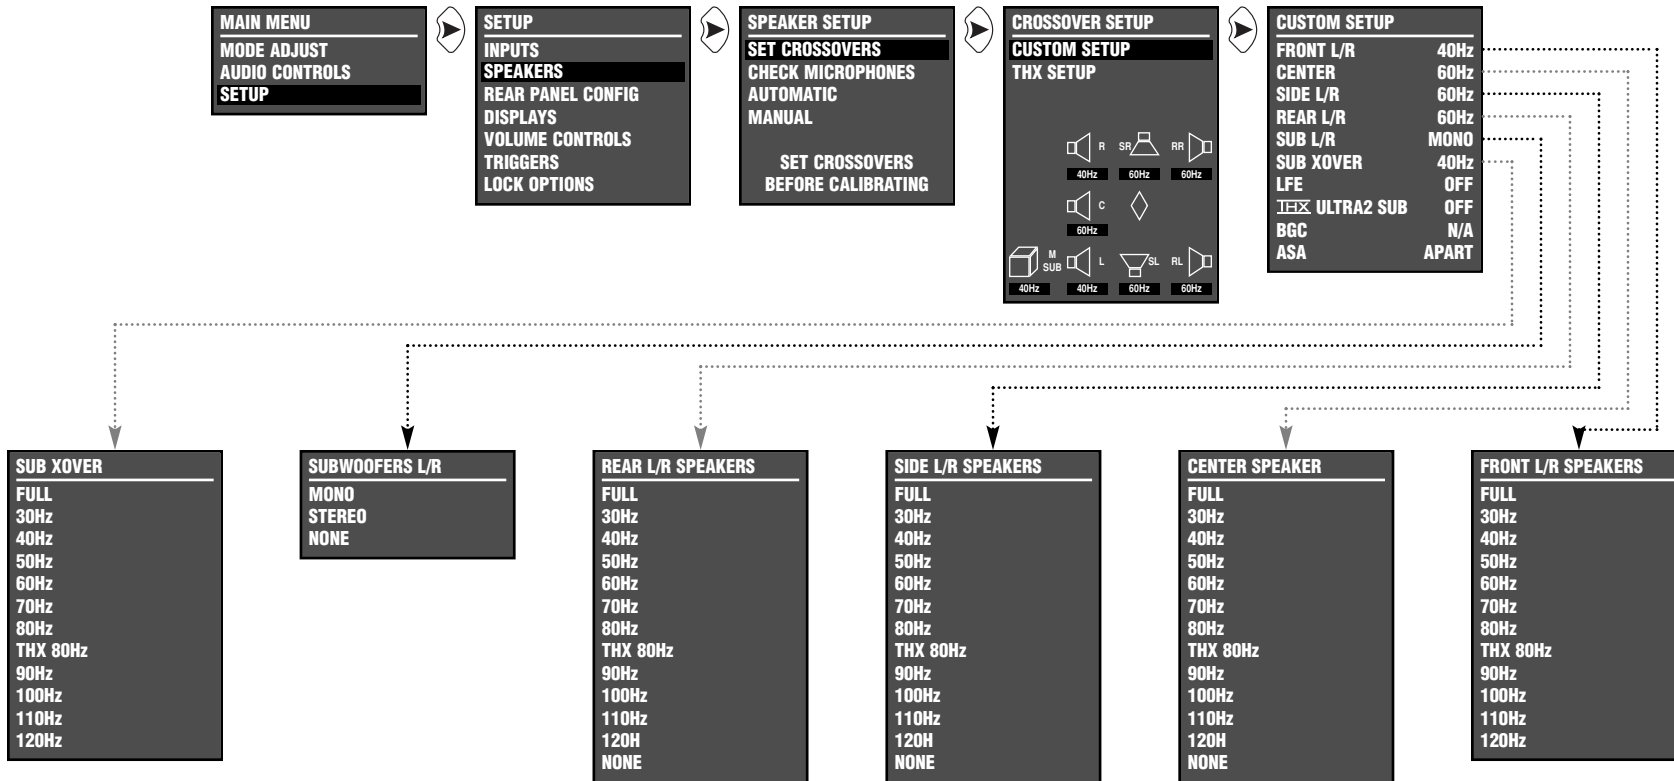 MAIN MENU
MODE ADJUST
AUDIO CONTROLS
SETUP
SETUP
INPUTS
SPEAKERS
REAR PANEL CONFIG
DISPLAYS
VOLUME CONTROLS
TRIGGERS
LOCK OPTIONS
SPEAKER SETUP
SET CROSSOVERS
CHECK MICROPHONES
AUTOMATIC
MANUAL
SET CROSSOVERS
BEFORE CALIBRATING
CROSSOVER SETUP
CUSTOM SETUP
THX SETUP
R SR RR
40Hz 60Hz 60Hz
C
60Hz
M
SUB L SL RL
40Hz 40Hz 60Hz 60Hz
CUSTOM SETUP
FRONT L/R 40Hz
CENTER 60Hz
SIDE L/R 60Hz
REAR L/R 60Hz
SUB L/R MONO
SUB XOVER 40Hz
LFE OFF
THX ULTRA2 SUB OFF
BGC N/A
ASA APART
SUB XOVER
FULL
30Hz
40Hz
50Hz
60Hz
70Hz
80Hz
THX 80Hz
90Hz
100Hz
110Hz
120Hz
SUBWOOFERS L/R
MONO
STEREO
NONE
REAR L/R SPEAKERS
FULL
30Hz
40Hz
50Hz
60Hz
70Hz
80Hz
THX 80Hz
90Hz
100Hz
110Hz
120H
NONE
SIDE L/R SPEAKERS
FULL
30Hz
40Hz
50Hz
60Hz
70Hz
80Hz
THX 80Hz
90Hz
100Hz
110Hz
120H
NONE
CENTER SPEAKER
FULL
30Hz
40Hz
50Hz
60Hz
70Hz
80Hz
THX 80Hz
90Hz
100Hz
110Hz
120H
NONE
FRONT L/R SPEAKERS
FULL
30Hz
40Hz
50Hz
60Hz
70Hz
80Hz
THX 80Hz
90Hz
100Hz
110Hz
120Hz